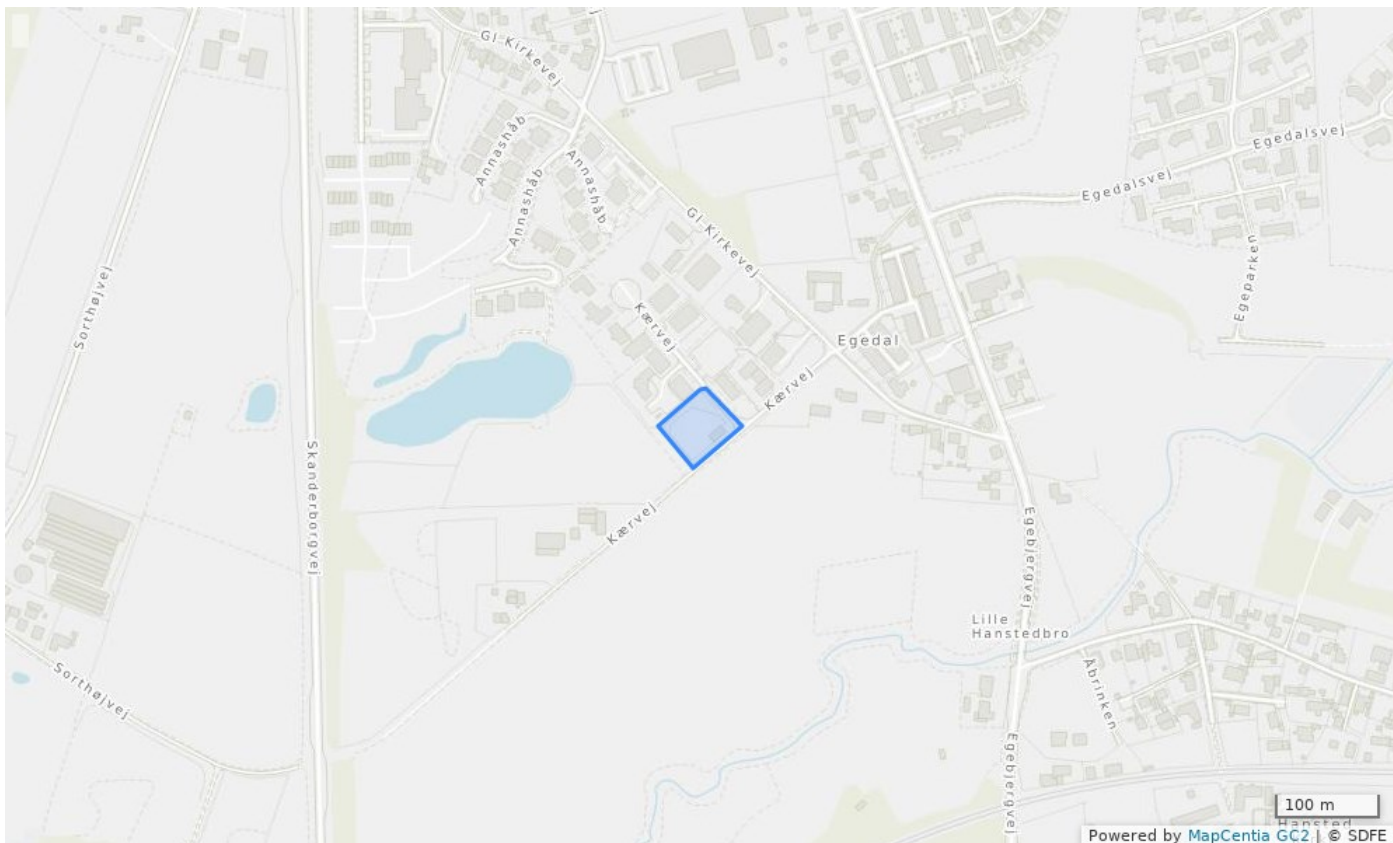 Gl Kirkevej
Annashåb
Annashåb
Annashåb
Egedalsvej
Egedalsvej
Gl Kirkevej
Egeparken
Sorthøjvej
Kærvej
Egedal
Kærvej
Skanderborgvej
Kærvej
Egebjergvej
Lille
Hanstedbro
Åbrinken
Sorthøjvej
Egebjergvej
100 m
Hansted
Powered by MapCentia GC2 | © SDFE